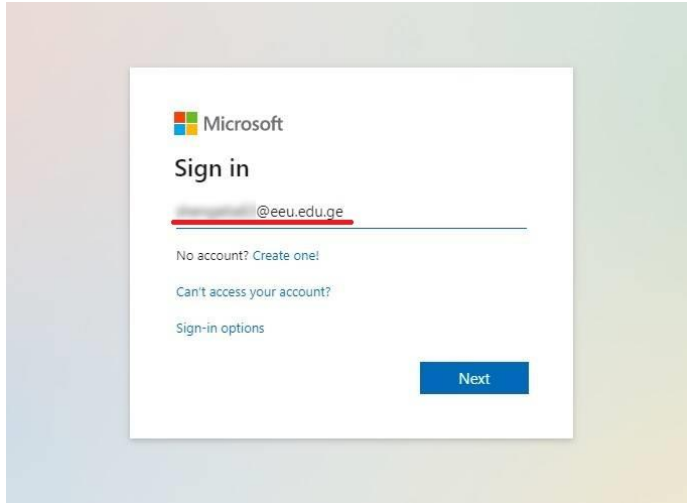 Microsoft
Sign in
@eeu.edu.ge
No account? Create one!
Can't access your account?
Sign-in options
Next